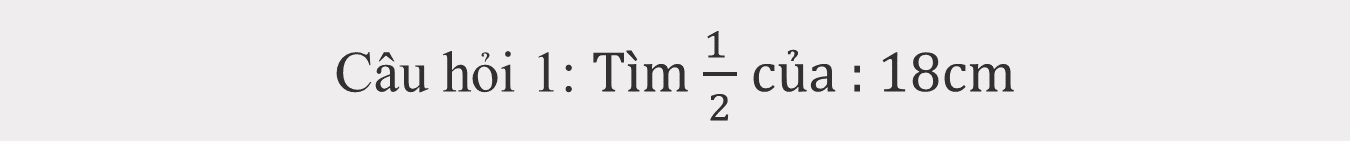 Câu hỏi 1: Tìm 1/2 của : 18cm